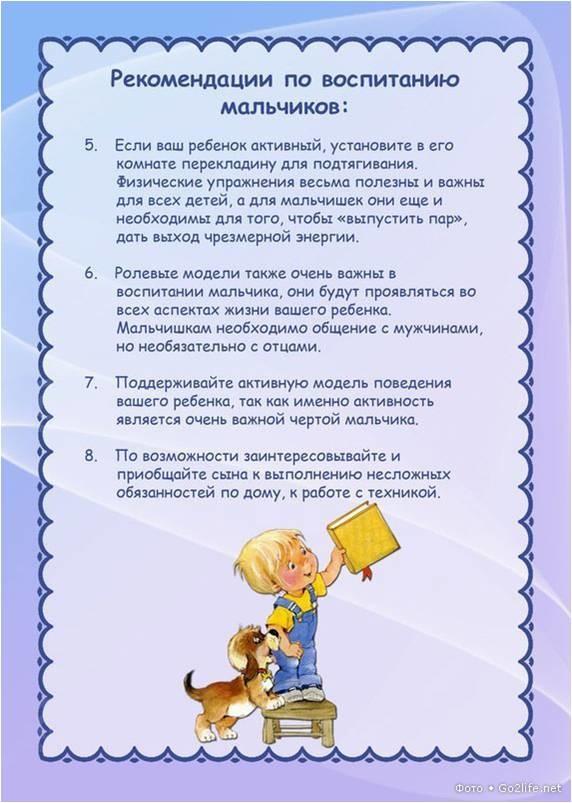 Рекомендации по воспитанию
мальчиков:
5. Если ваш ребенок активный, установите в его
комнате перекладину для подтягивания.
Физические упражнения весьма полезны и важны
для всех детей, а для мальчишек они еще и
необходимы для того, чтобы «выпустить пар»,
дать выход чрезмерной энергии.
6. Ролевые модели также очень важны в
воспитании мальчика, они будут проявляться во
всех аспектах жизни вашего ребенка.
Мальчишкам необходимо общение с мужчинами,
но необязательно с отцами.
7. Поддерживайте активную модель поведения
вашего ребенка, так как именно активность
является очень важной чертой мальчика.
8. По возможности заинтересовывайте и
приобщайте сына к выполнению несложных
обязанностей по дому, к работе с техникой.
Фото • Go2life.net